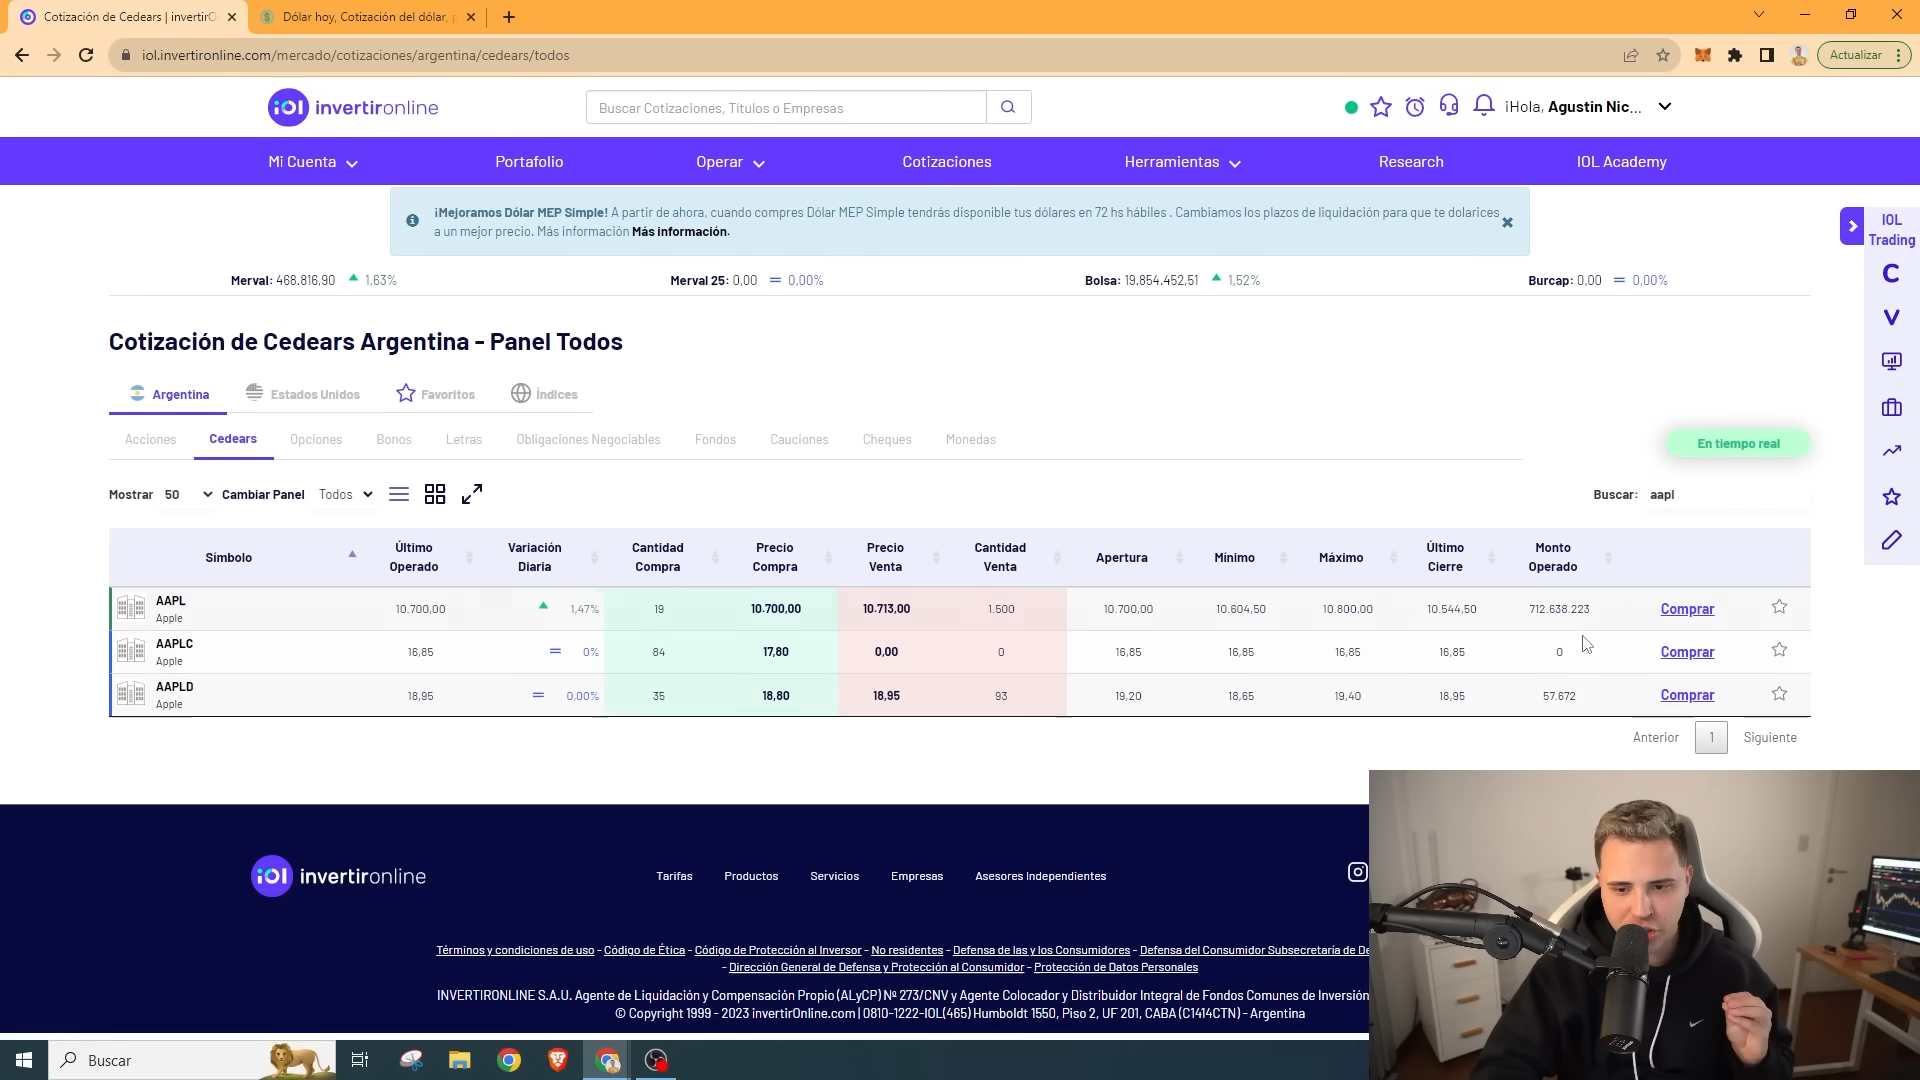 Cotización de Cedears | invertirO
Dólar hoy, Cotización del dólar, p
iol.invertironline.com/mercado/cotizaciones/argentina/cedears/todos
Actualizar
iOl invertironline
Buscar Cotizaciones, Títulos o Empresas
¡Hola, Agustin Nic...
Mi Cuenta
Portafolio
Operar
Cotizaciones
Herramientas
Research
IOL Academy
¡Mejoramos Dólar MEP Simple! A partir de ahora, cuando compres Dólar MEP Simple tendrás disponible tus dólares en 72 hs hábiles . Cambiamos los plazos de liquidación para que te dolarices
a un mejor precio. Más información Más información.
IOL
Trading
C
V
Merval: 468.816,90 1,63%
Merval 25: 0,00 = 0,00%
Bolsa: 19.854.452,51 1,52%
Burcap: 0,00 = 0,00%
Cotización de Cedears Argentina - Panel Todos
Argentina
Estados Unidos
Favoritos
Índices
Acciones
Cedears
Opciones
Bonos
Letras
Obligaciones Negociables
Fondos
Cauciones
Cheques
Monedas
En tiempo real
Mostrar 50 Cambiar Panel Todos
Buscar: aapl
Símbolo
Último Operado
Variación Diaria
Cantidad Compra
Precio Compra
Precio Venta
Cantidad Venta
Apertura
Mínimo
Máximo
Último Cierre
Monto Operado
AAPL
Apple
10.700,00 1,47% 19 10.700,00 10.713,00 1.500 10.700,00 10.604,50 10.800,00 10.544,50 712.638.223 Comprar
AAPLC
Apple
16,85 = 0% 84 17,80 0,00 0 16,85 16,85 16,85 16,85 0 Comprar
AAPLD
Apple
18,95 = 0,00% 35 18,80 18,95 93 19,20 18,65 19,40 18,95 57.672 Comprar
Anterior 1 Siguiente
iOl invertironline
Tarifas
Productos
Servicios
Empresas
Asesores Independientes
Términos y condiciones de uso - Código de Ética - Código de Protección al Inversor - No residentes - Defensa de las y los Consumidores - Defensa del Consumidor Subsecretaría de De
- Dirección General de Defensa y Protección al Consumidor - Protección de Datos Personales
INVERTIRONLINE S.A.U. Agente de Liquidación y Compensación Propio (ALyCP) Nº 273/CNV y Agente Colocador y Distribuidor Integral de Fondos Comunes de Inversión
© Copyright 1999 - 2023 invertirOnline.com | 0810-1222-IOL(465) Humboldt 1550, Piso 2, UF 201, CABA (C1414CTN) - Argentina
Buscar